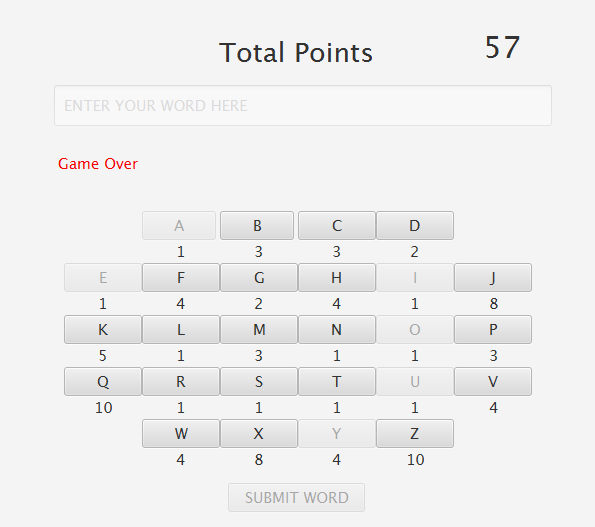 Total Points 57
ENTER YOUR WORD HERE
Game Over
A B C D
1 3 3 2
E F G H I J
1 4 2 4 1 8
K L M N O P
5 1 3 1 1 3
Q R S T U V
10 1 1 1 1 4
W X Y Z
4 8 4 10
SUBMIT WORD